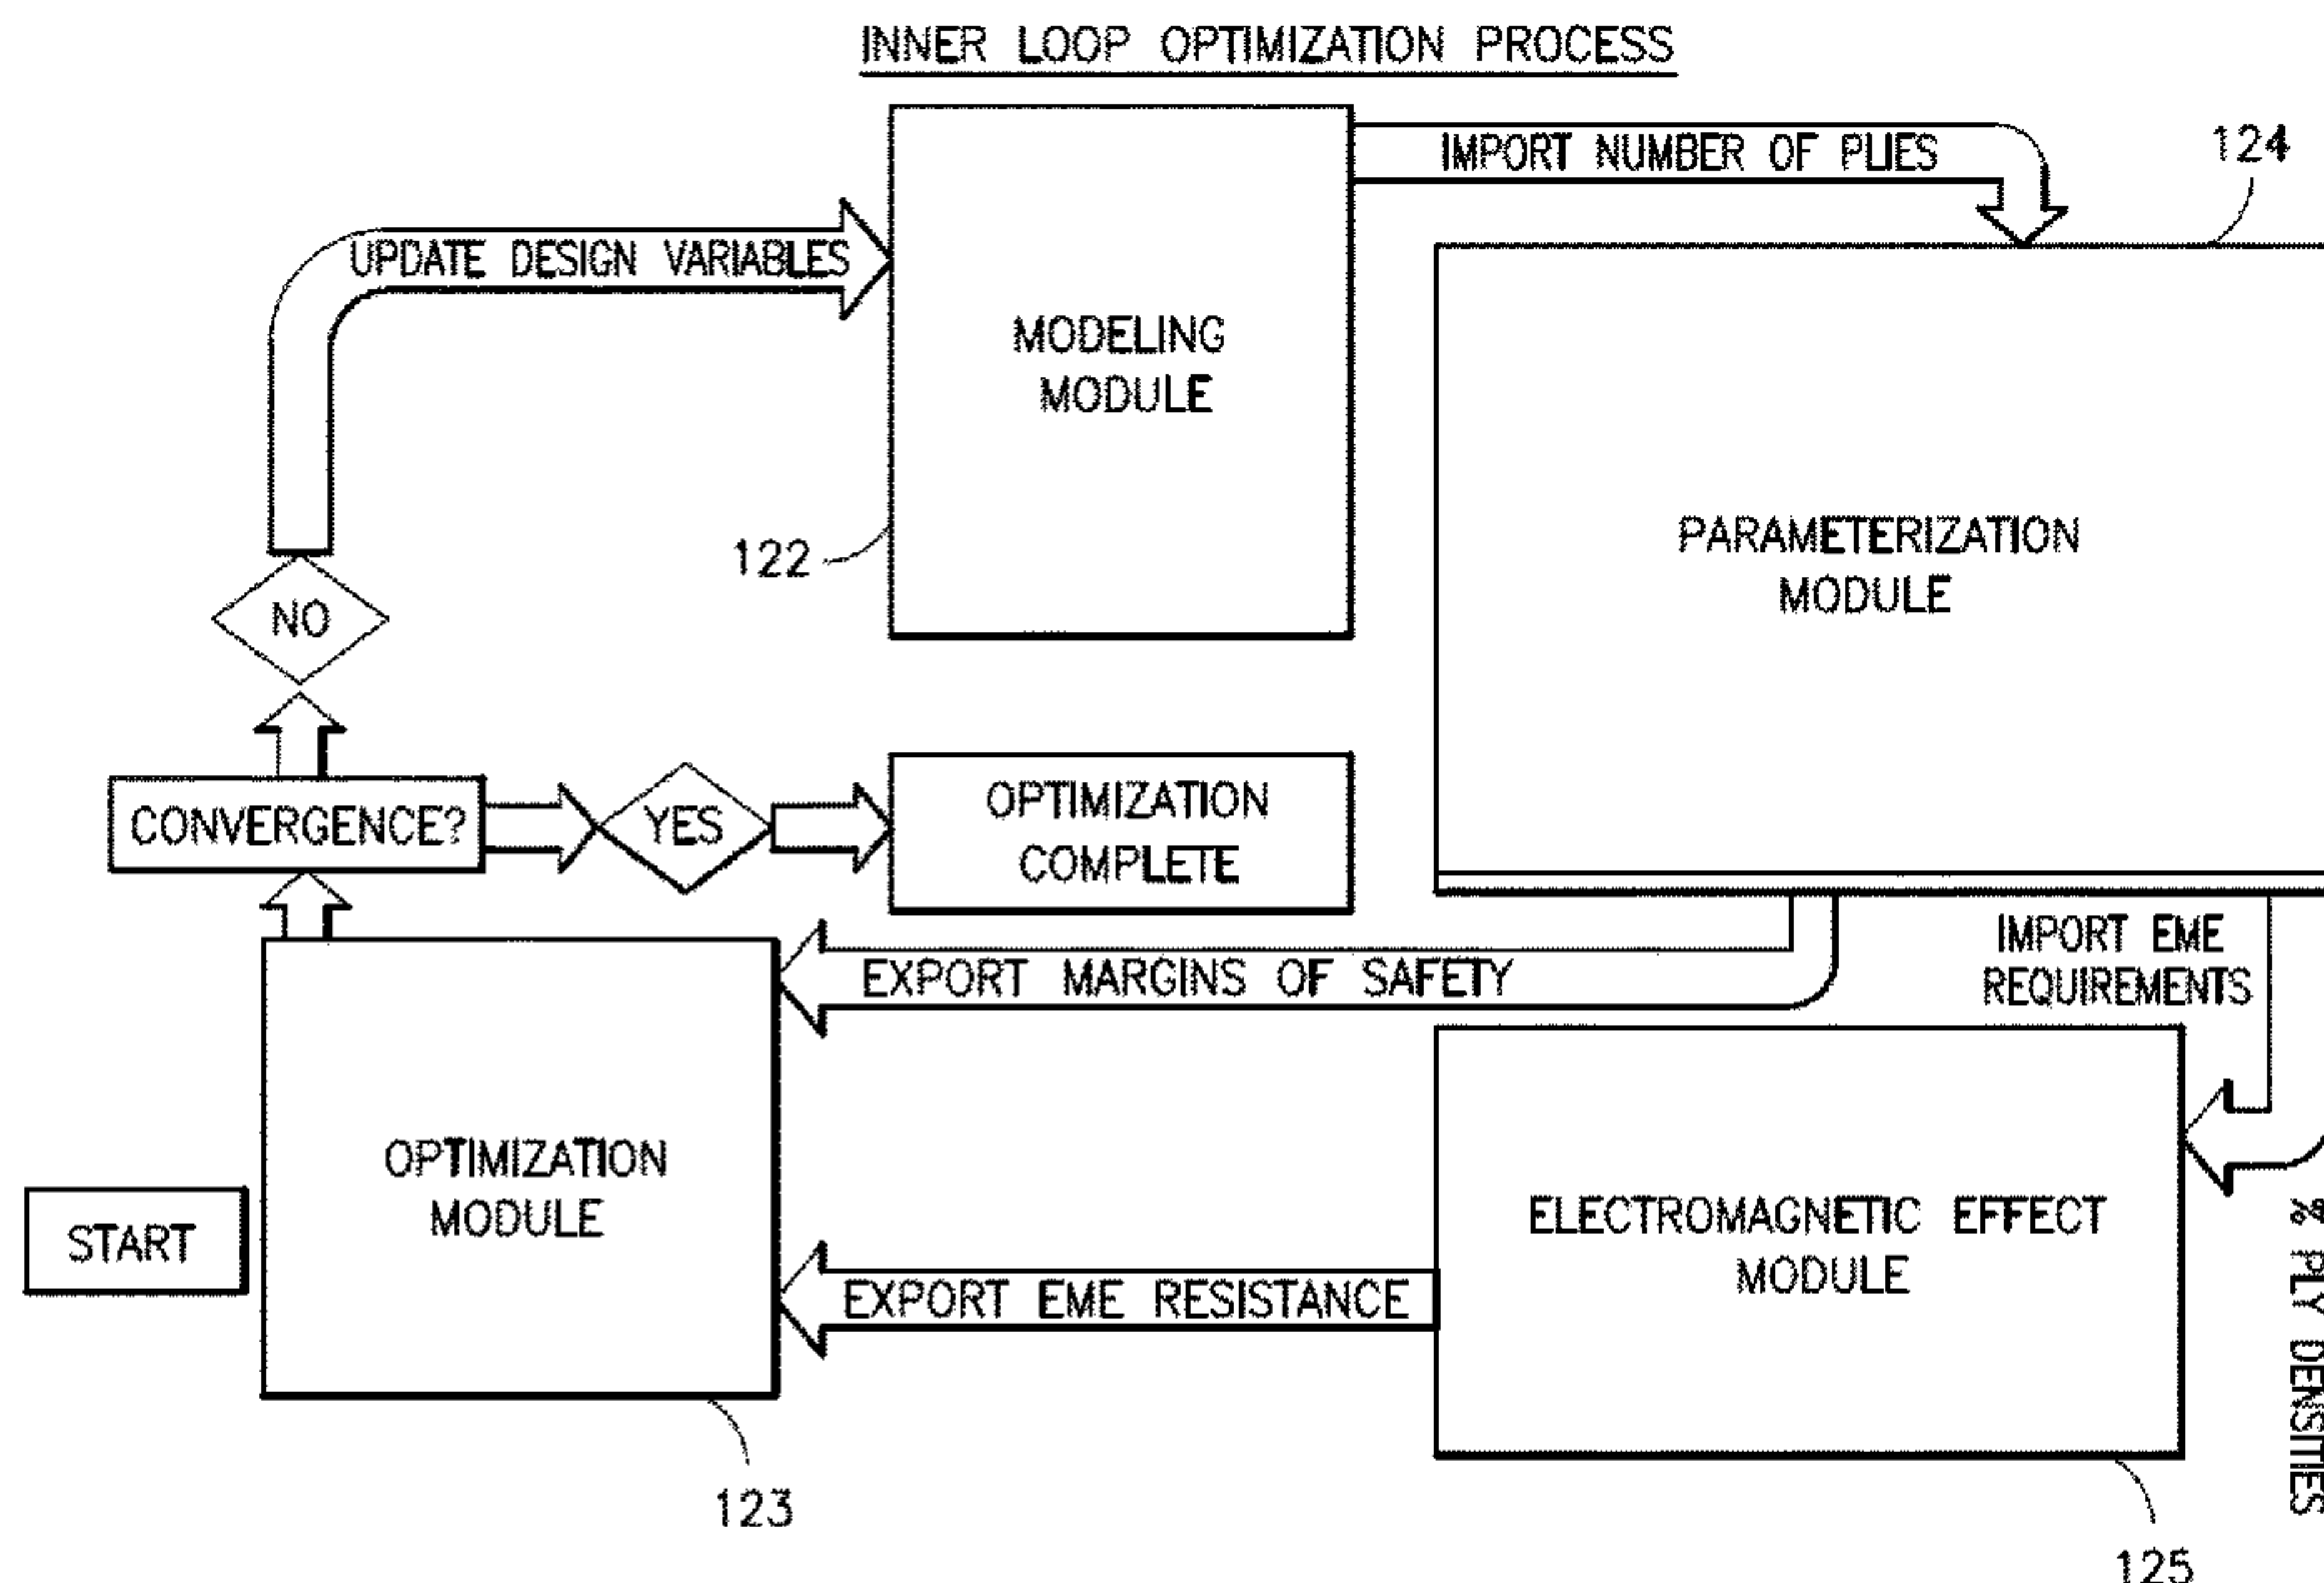 INNER LOOP OPTIMIZATION PROCESS
IMPORT NUMBER OF PLIES
124
UPDATE DESIGN VARIABLES
MODELING
MODULE
122
PARAMETERIZATION
MODULE
NO
CONVERGENCE?
YES
OPTIMIZATION
COMPLETE
IMPORT EME
REQUIREMENTS
EXPORT MARGINS OF SAFETY
START
OPTIMIZATION
MODULE
ELECTROMAGNETIC EFFECT
MODULE
EXPORT EME RESISTANCE
% PLY DENSITIES
123
125